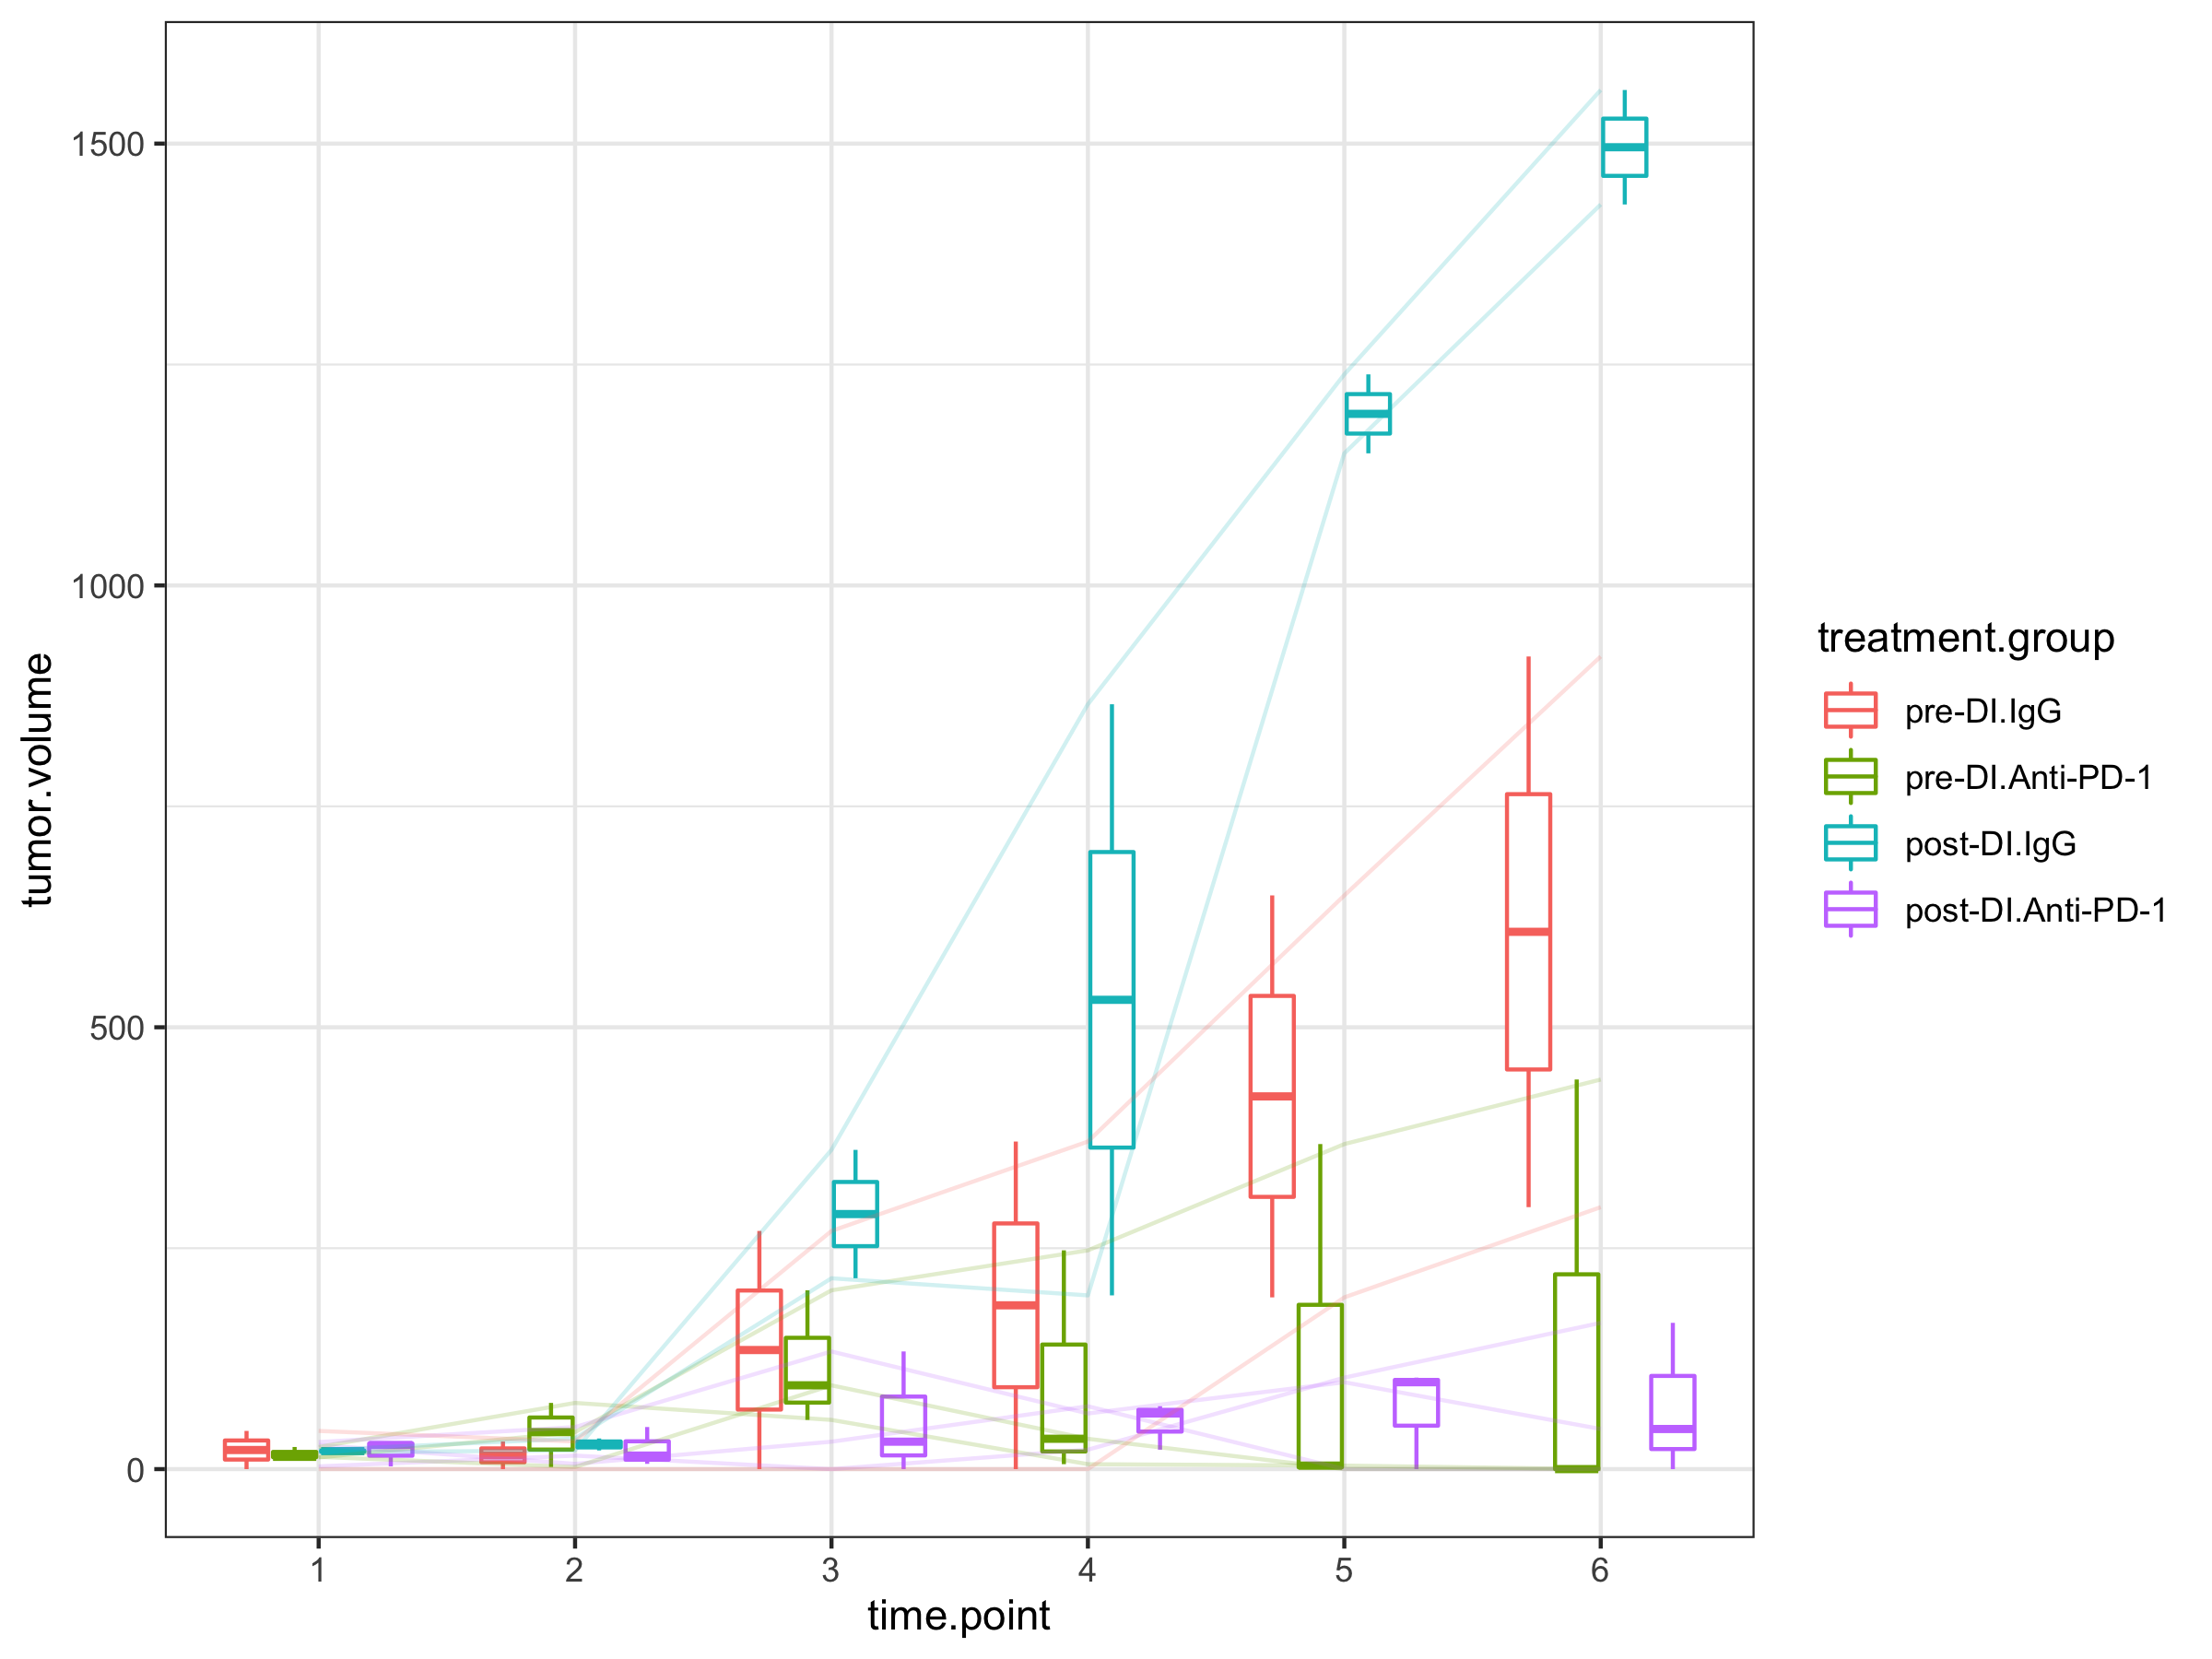 1500
1000
500
0
tumor.volume
1 2 3 4 5 6
time.point
treatment.group
pre-DI.IgG
pre-DI.Anti-PD-1
post-DI.IgG
post-DI.Anti-PD-1